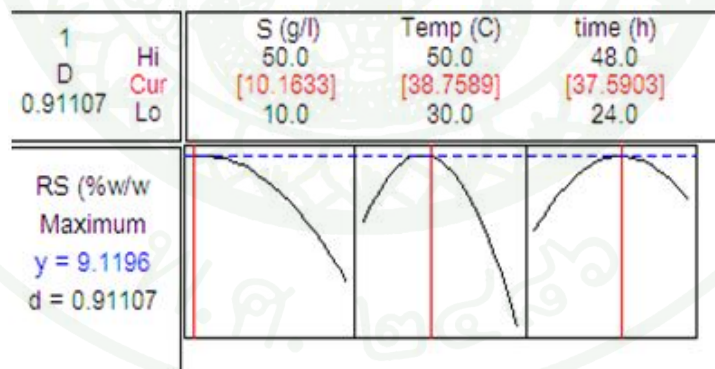 1
D
0.91107
Hi
Cur
Lo
S (g/l) Temp (C) time (h)
50.0 50.0 48.0
[10.1633] [38.7589] [37.5903]
10.0 30.0 24.0
RS (%w/w
Maximum
y = 9.1196
d = 0.91107